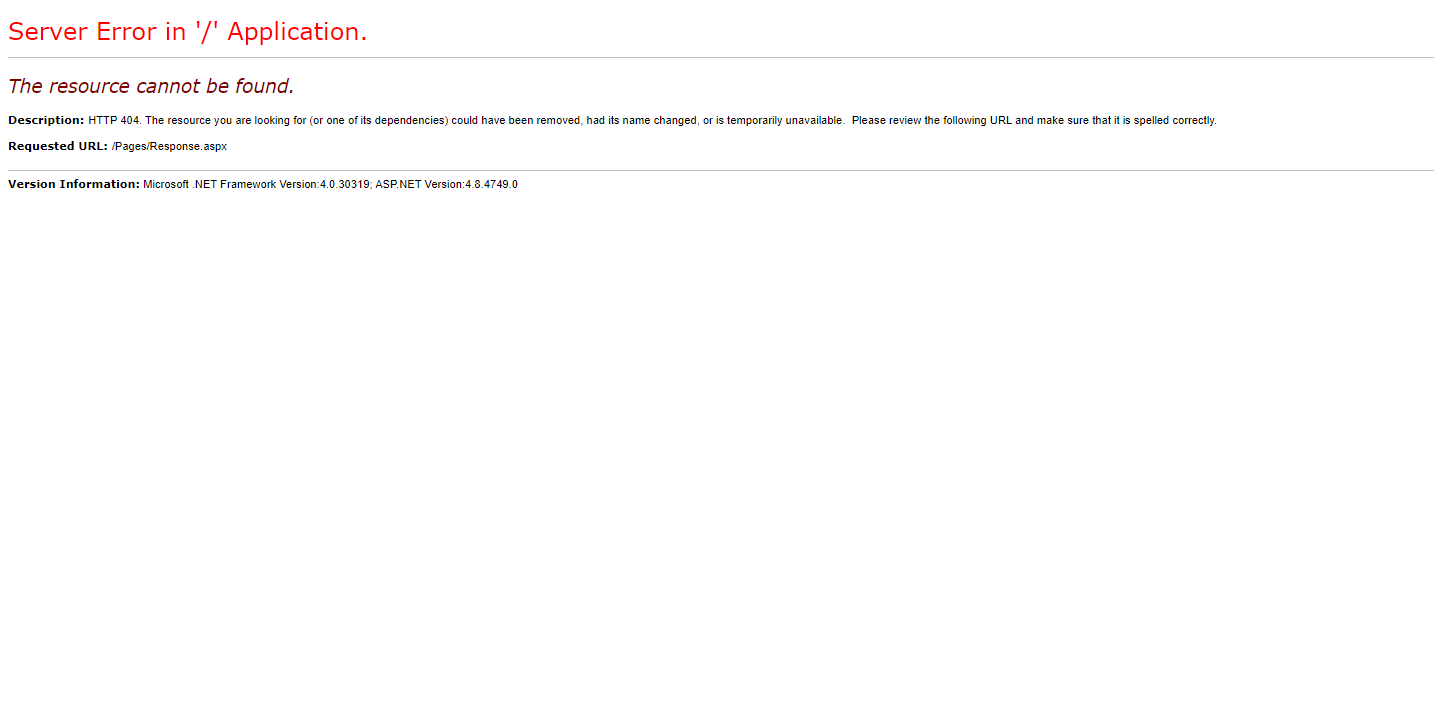 Server Error in '/' Application.
The resource cannot be found.
Description: HTTP 404. The resource you are looking for (or one of its dependencies) could have been removed, had its name changed, or is temporarily unavailable.  Please review the following URL and make sure that it is spelled correctly.
Requested URL: /Pages/Response.aspx
Version Information: Microsoft .NET Framework Version:4.0.30319; ASP.NET Version:4.8.4749.0